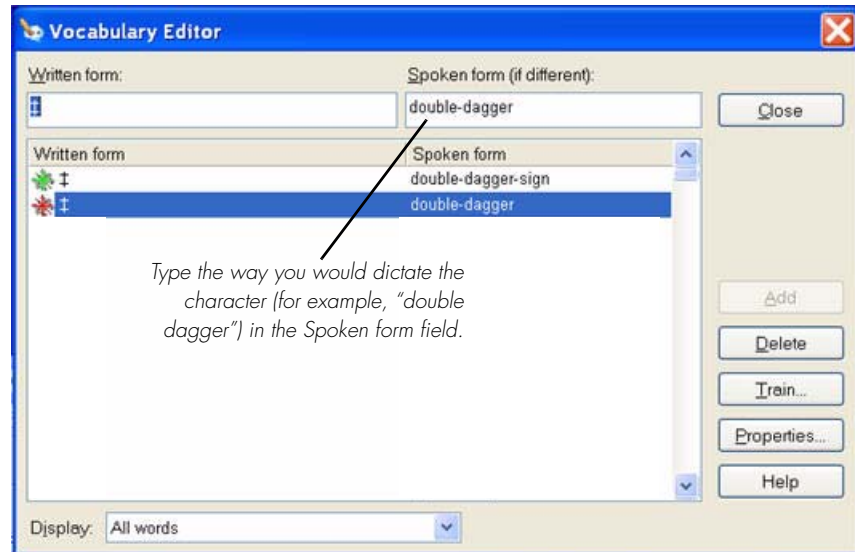 Vocabulary Editor
Written form: Spoken form (if different):
‡ double-dagger Close
Written form Spoken form
‡ double-dagger-sign
‡ double-dagger
Type the way you would dictate the
character (for example, “double
dagger”) in the Spoken form field.
Add
Delete
Train...
Properties...
Help
Display: All words